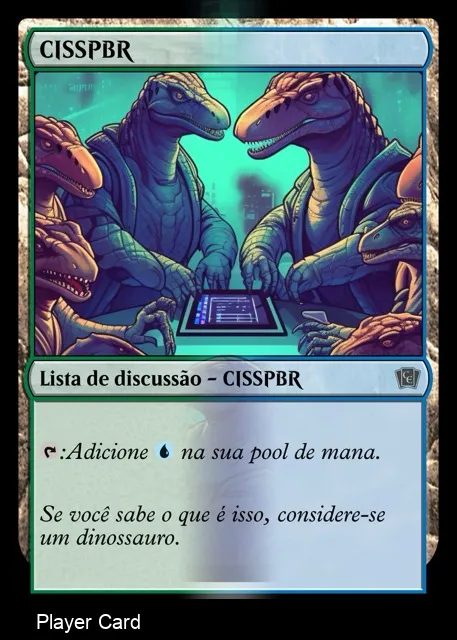 CISSPBR
Lista de discussão – CISSPBR
:Adicione na sua pool de mana.
Se você sabe o que é isso, considere-se
um dinossauro.
Player Card